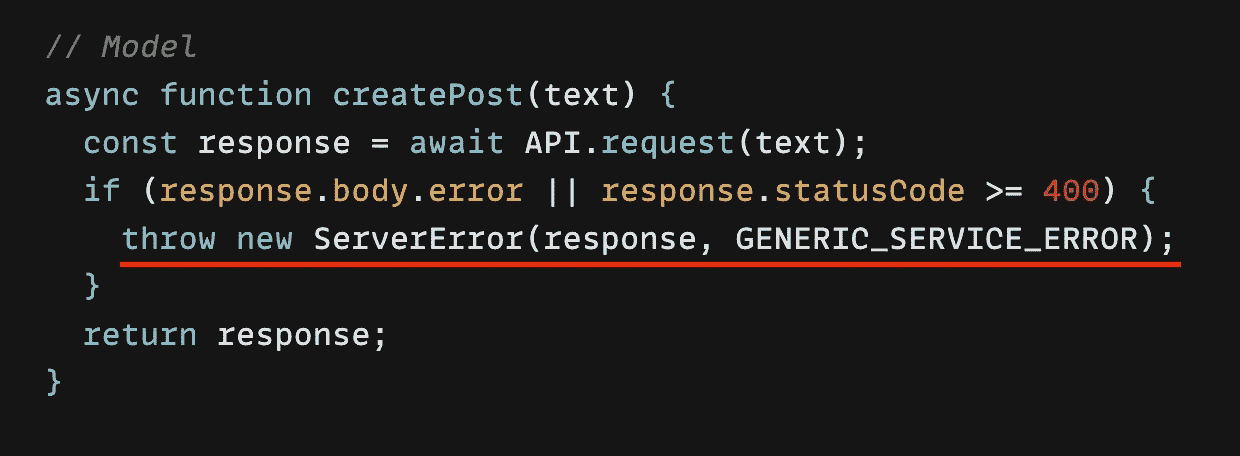 // Model
async function createPost(text) {
  const response = await API.request(text);
  if (response.body.error || response.statusCode >= 400) {
    throw new ServerError(response, GENERIC_SERVICE_ERROR);
  }
  return response;
}